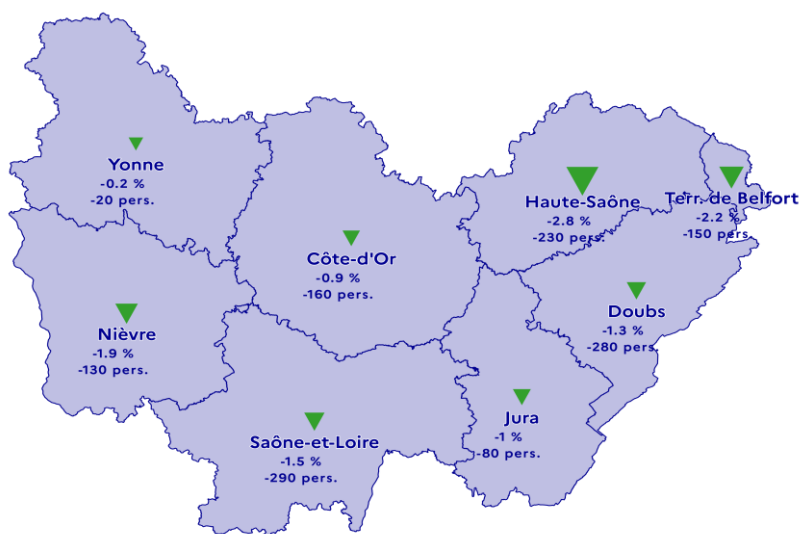 Yonne
-0.2 %
-20 pers.
Haute-Saône
-2.8 %
-230 pers.
Terr. de Belfort
-2.2 %
-150 pers.
Côte-d'Or
-0.9 %
-160 pers.
Doubs
-1.3 %
-280 pers.
Nièvre
-1.9 %
-130 pers.
Jura
-1 %
-80 pers.
Saône-et-Loire
-1.5 %
-290 pers.